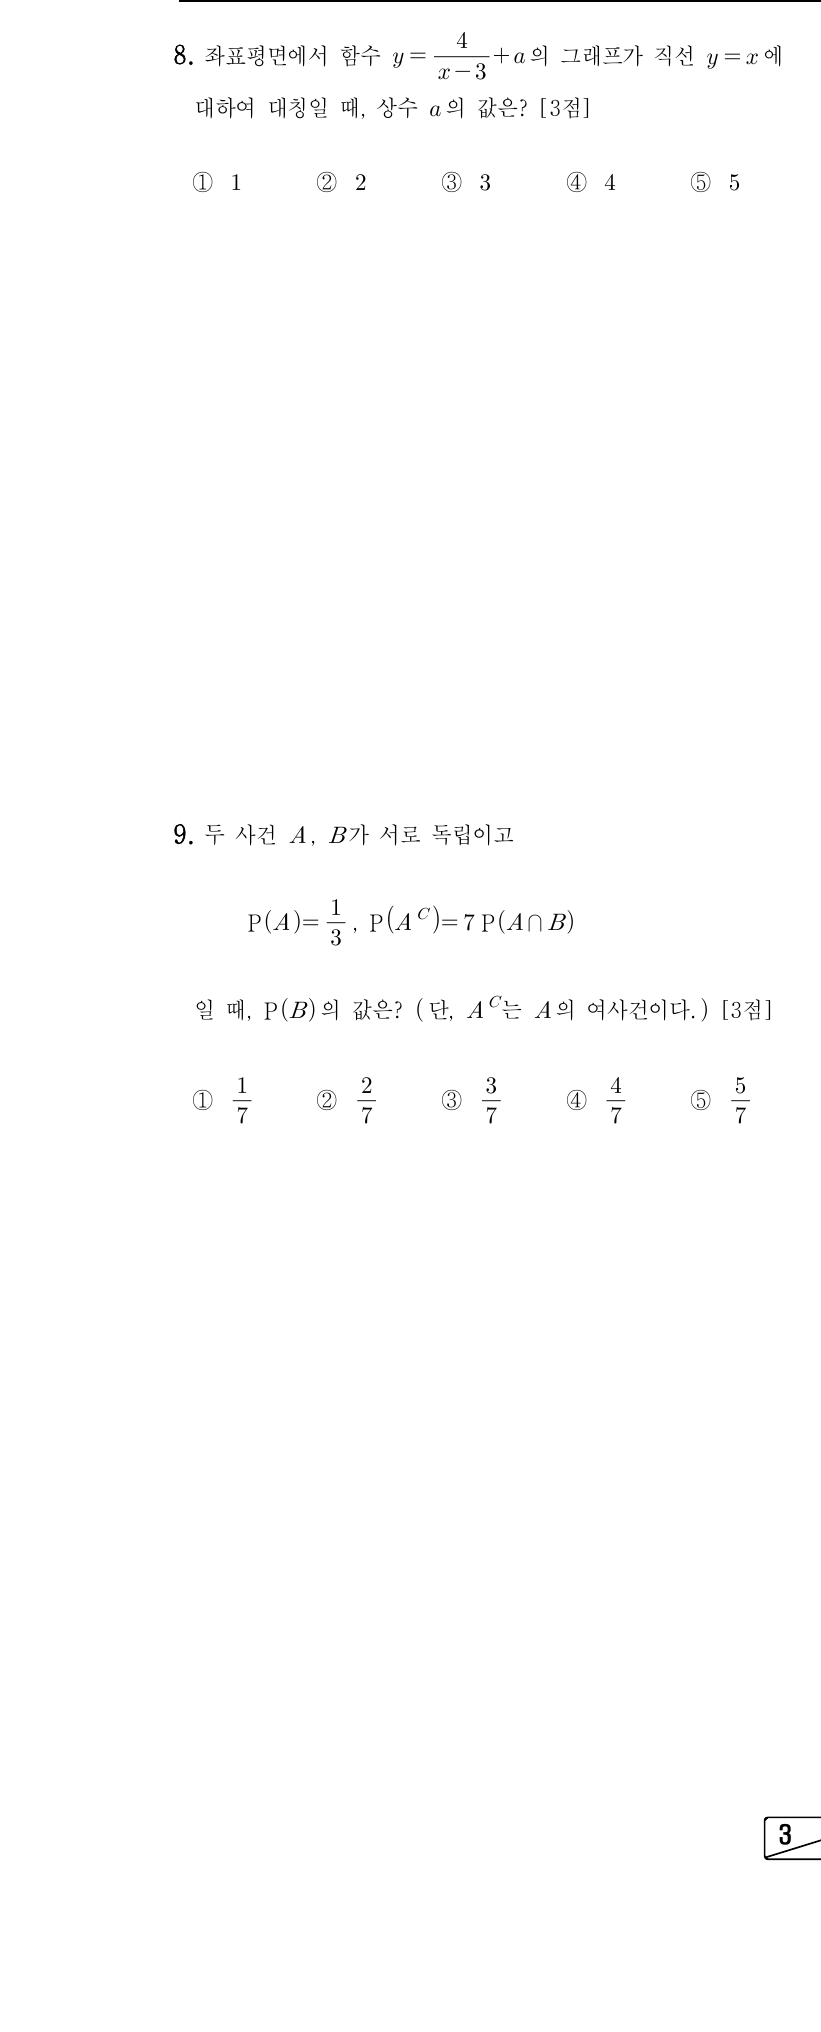 8. 좌표평면에서 함수 y = 4/(x-3) + a의 그래프가 직선 y = x에
대하여 대칭일 때, 상수 a의 값은? [3점]
① 1 ② 2 ③ 3 ④ 4 ⑤ 5
9. 두 사건 A, B가 서로 독립이고
P(A) = 1/3, P(A^C) = 7P(A∩B)
일 때, P(B)의 값은? (단, A^C는 A의 여사건이다.) [3점]
① 1/7 ② 2/7 ③ 3/7 ④ 4/7 ⑤ 5/7
3